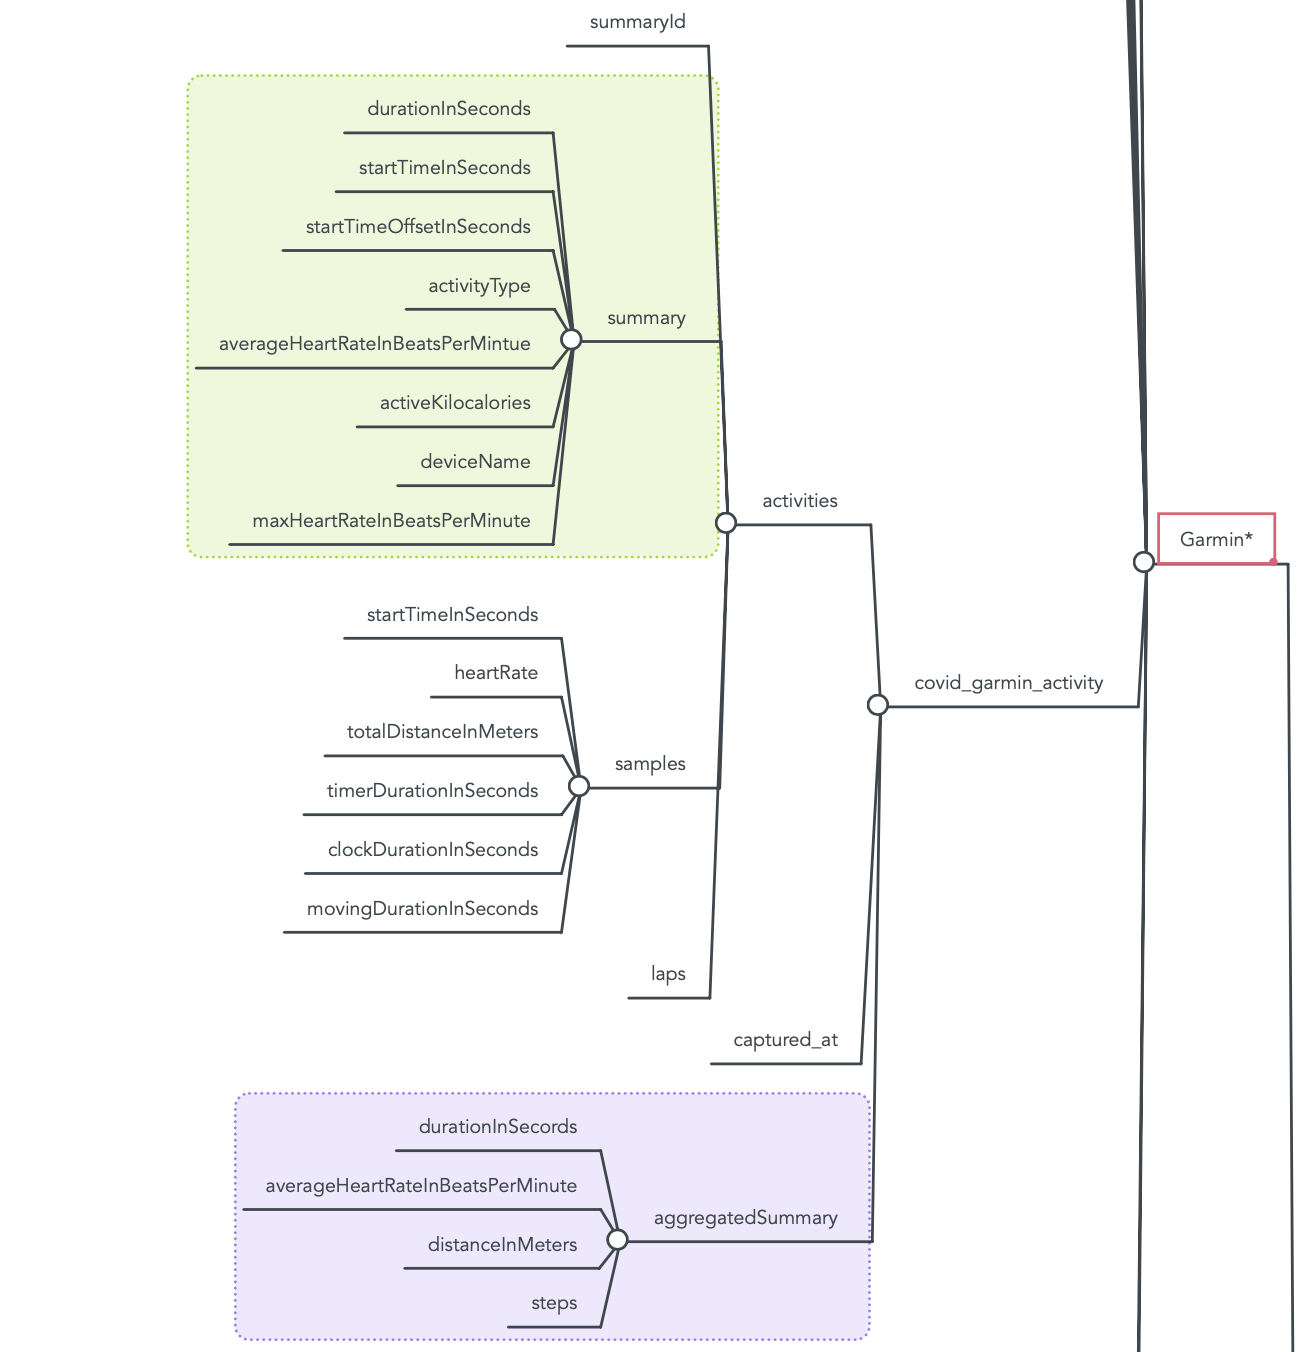 summaryId
durationInSeconds
startTimeInSeconds
startTimeOffsetInSeconds
activityType
summary
averageHeartRateInBeatsPerMintue
activeKilocalories
deviceName
activities
maxHeartRateInBeatsPerMinute
Garmin*
startTimeInSeconds
heartRate
covid_garmin_activity
totalDistanceInMeters
samples
timerDurationInSeconds
clockDurationInSeconds
movingDurationInSeconds
laps
captured_at
durationInSecords
averageHeartRateInBeatsPerMinute
aggregatedSummary
distanceInMeters
steps